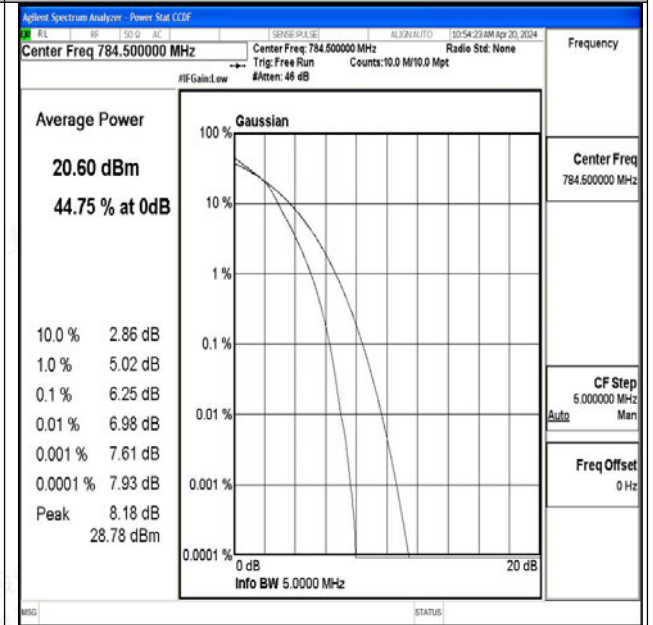 Agilent Spectrum Analyzer - Power Stat CCDF
RL RF 50 Ω AC SENSE:PULSE ALIGN AUTO 10:54:23 AM Apr 20, 2024
Center Freq 784.500000 MHz
Center Freq: 784.500000 MHz Radio Std: None
Trig: Free Run Counts:10.0 M/10.0 Mpt
#IFGain:Low #Atten: 46 dB
Frequency
Average Power
20.60 dBm
44.75 % at 0dB
10.0 % 2.86 dB
1.0 % 5.02 dB
0.1 % 6.25 dB
0.01 % 6.98 dB
0.001 % 7.61 dB
0.0001 % 7.93 dB
Peak 8.18 dB
28.78 dBm
Gaussian
100 %
10 %
1 %
0.1 %
0.01 %
0.001 %
0.0001 %
0 dB 20 dB
Info BW 5.0000 MHz
Center Freq
784.500000 MHz
CF Step
5.000000 MHz
Auto Man
Freq Offset
0 Hz
MSG STATUS